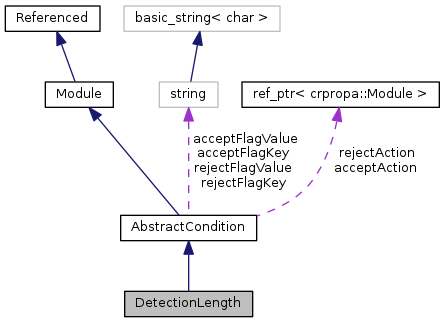 Referenced
basic_string< char >
Module
string
ref_ptr< crpropa::Module >
acceptFlagValue
acceptFlagKey
rejectFlagValue
rejectFlagKey
rejectAction
acceptAction
AbstractCondition
DetectionLength